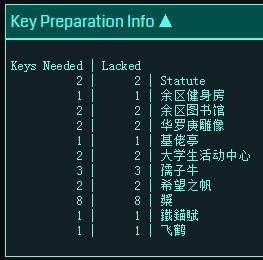 Key Preparation Info ▲
Keys Needed | Lacked
2 | 2 | Statute
1 | 1 | 余区健身房
2 | 2 | 余区图书馆
2 | 2 | 华罗庚雕像
1 | 1 | 基佬亭
2 | 2 | 大学生活动中心
3 | 3 | 孺子牛
2 | 2 | 希望之帆
8 | 8 | 槳
1 | 1 | 鐵錨賦
1 | 1 | 飞鹤